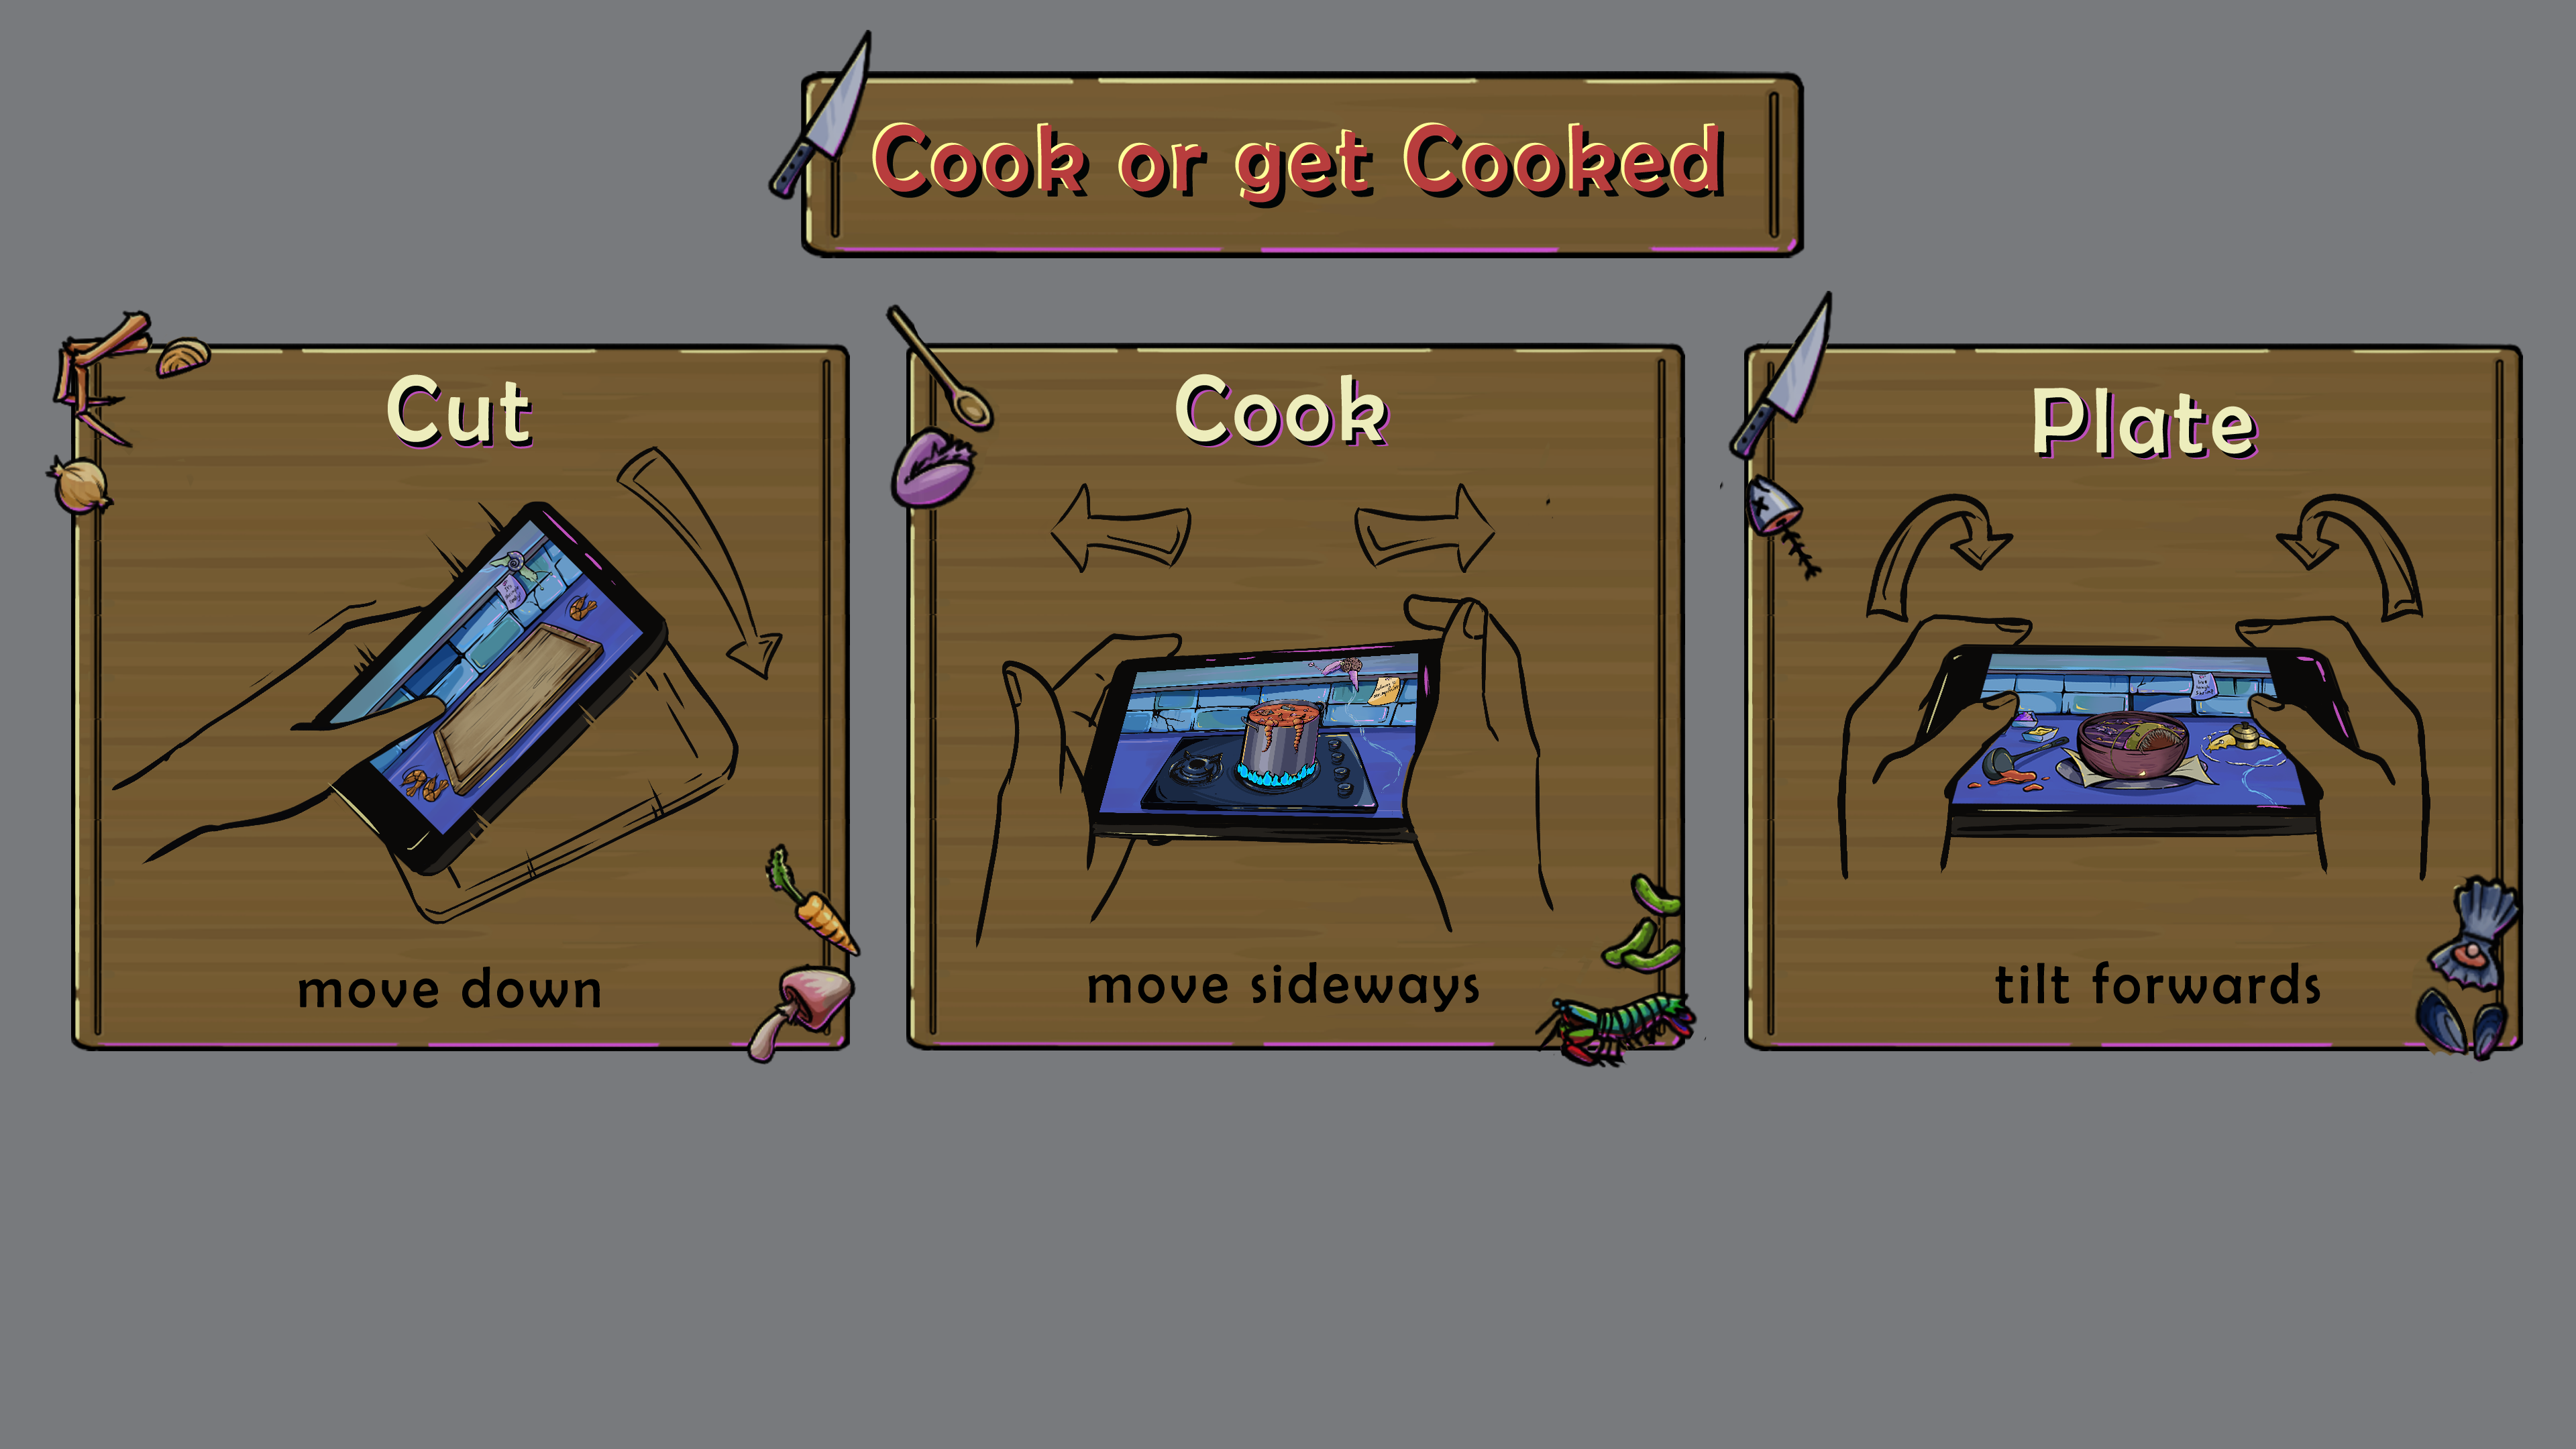 Cook or get Cooked
Cut
Cook
Plate
move down
move sideways
tilt forwards